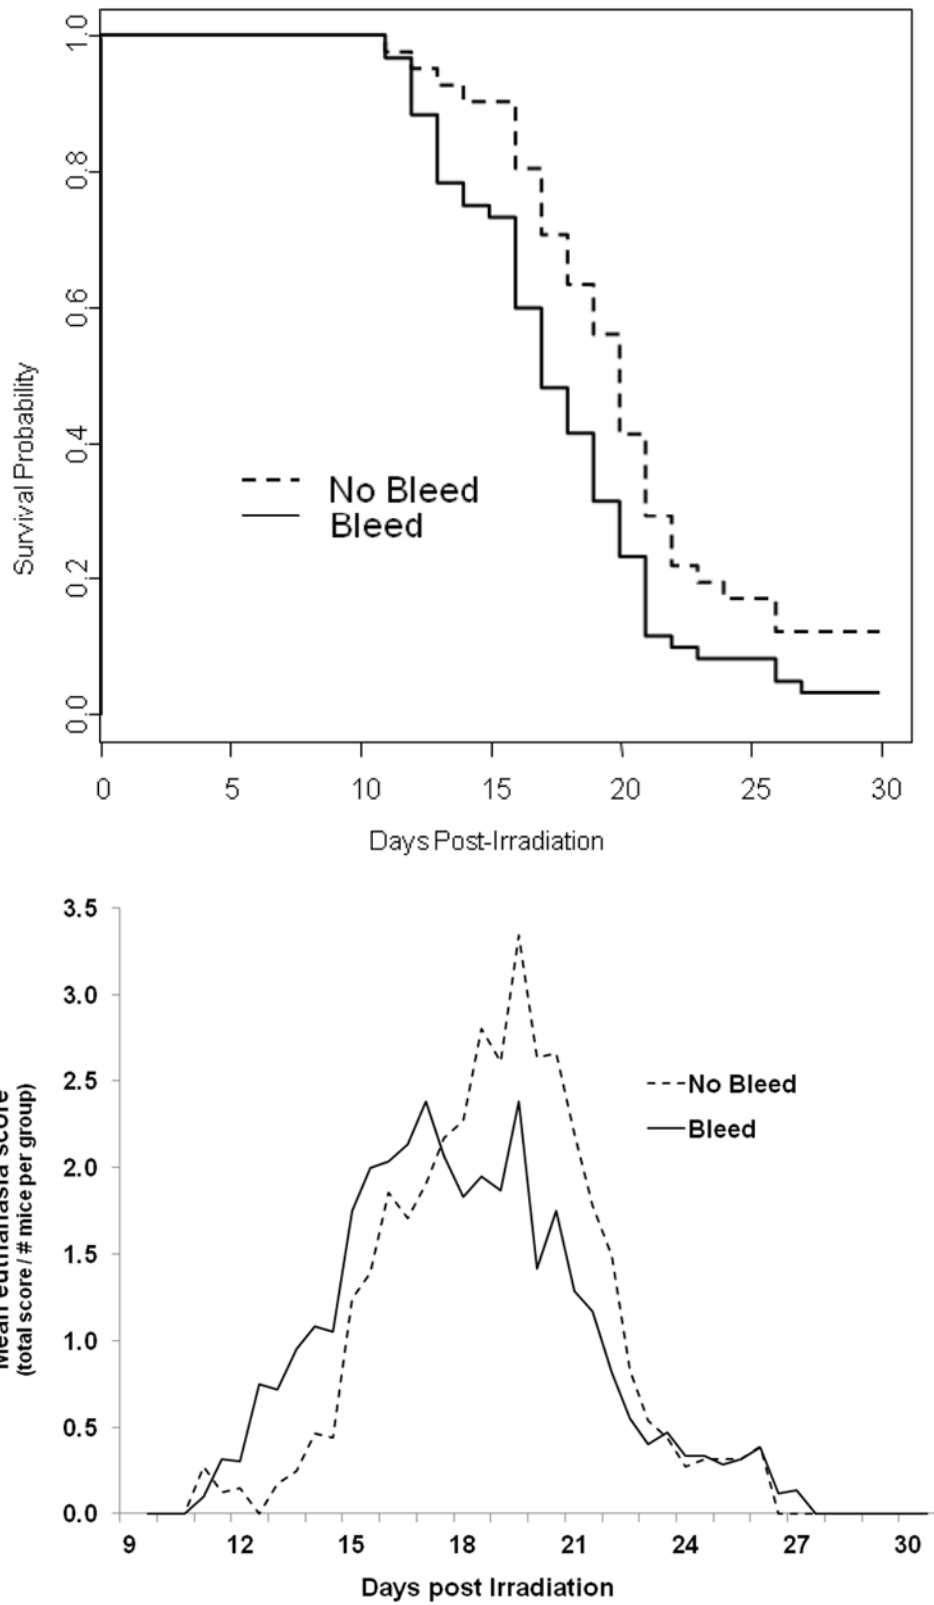 1.0
0.8
0.6
0.4
0.2
0.0
Survival Probability
No Bleed
Bleed
0 5 10 15 20 25 30
Days Post-Irradiation
3.5
3.0
2.5
2.0
1.5
1.0
0.5
0.0
Mean euthanasia score
(total score / # mice per group)
No Bleed
Bleed
9 12 15 18 21 24 27 30
Days post Irradiation